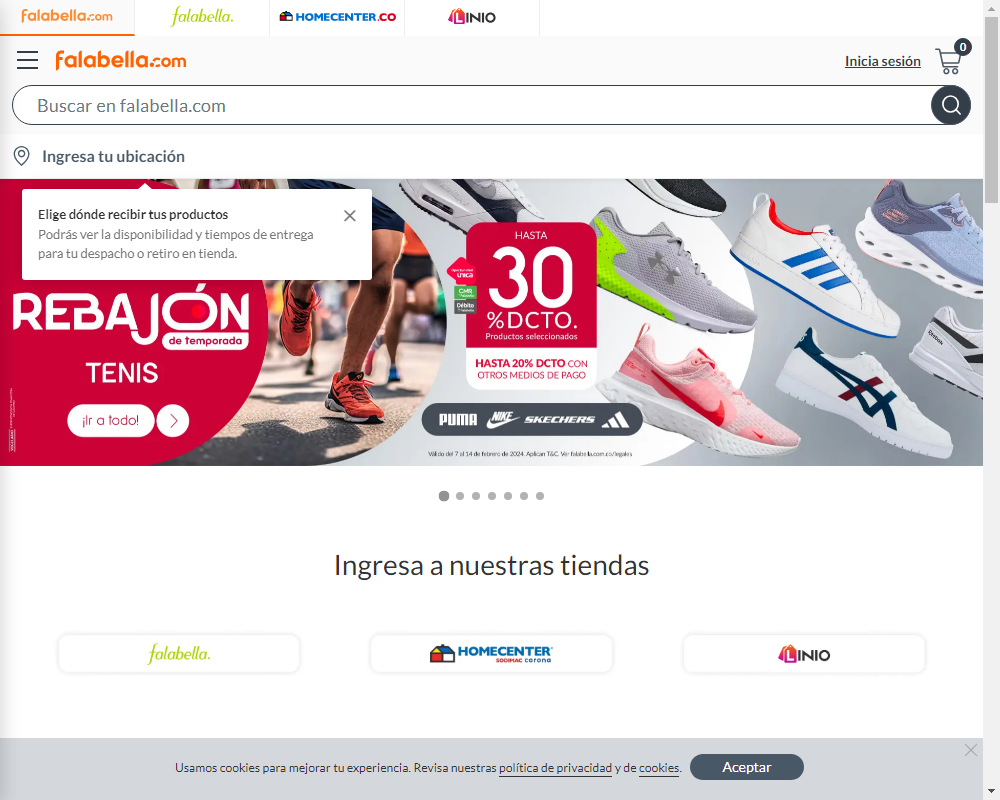 falabella.com
falabella.
HOMECENTER.CO
LINIO
falabella.com
Inicia sesión
0
Buscar en falabella.com
Ingresa tu ubicación
Elige dónde recibir tus productos
Podrás ver la disponibilidad y tiempos de entrega
para tu despacho o retiro en tienda.
REBAJÓN
de temporada
TENIS
¡Ir a todo!
única
CMR
Débito
HASTA
30
%DCTO.
Productos seleccionados
HASTA 20% DCTO CON
OTROS MEDIOS DE PAGO
PUMA NIKE SKECHERS
Válido del 7 al 14 de febrero de 2024. Aplican T&C. Ver falabella.com.co/legales
Reebok
Ingresa a nuestras tiendas
falabella.
HOMECENTER
SODIMAC corona
LINIO
Usamos cookies para mejorar tu experiencia. Revisa nuestras política de privacidad y de cookies.
Aceptar